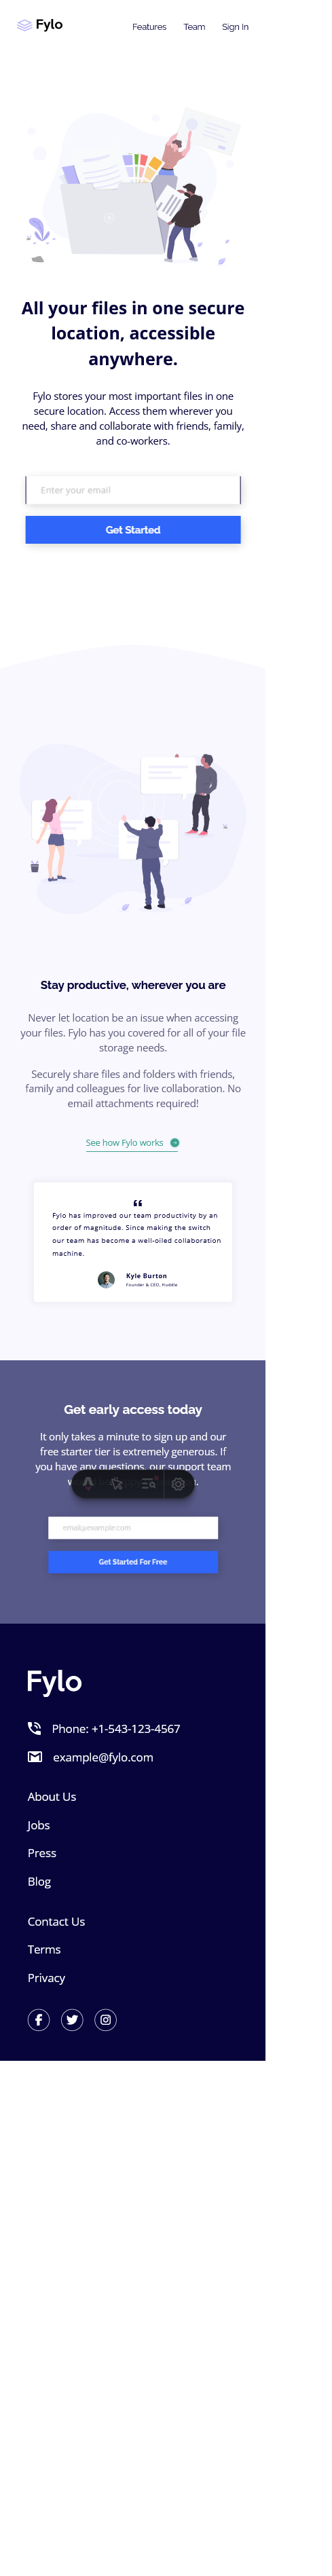 Fylo
Features Team Sign In
All your files in one secure
location, accessible
anywhere.
Fylo stores your most important files in one
secure location. Access them wherever you
need, share and collaborate with friends, family,
and co-workers.
Enter your email
Get Started
Stay productive, wherever you are
Never let location be an issue when accessing
your files. Fylo has you covered for all of your file
storage needs.
Securely share files and folders with friends,
family and colleagues for live collaboration. No
email attachments required!
See how Fylo works
Fylo has improved our team productivity by an
order of magnitude. Since making the switch
our team has become a well-oiled collaboration
machine.
Kyle Burton
Founder & CEO, Huddle
Get early access today
It only takes a minute to sign up and our
free starter tier is extremely generous. If
you have any questions, our support team
email@example.com
Get Started For Free
Fylo
Phone: +1-543-123-4567
example@fylo.com
About Us
Jobs
Press
Blog
Contact Us
Terms
Privacy